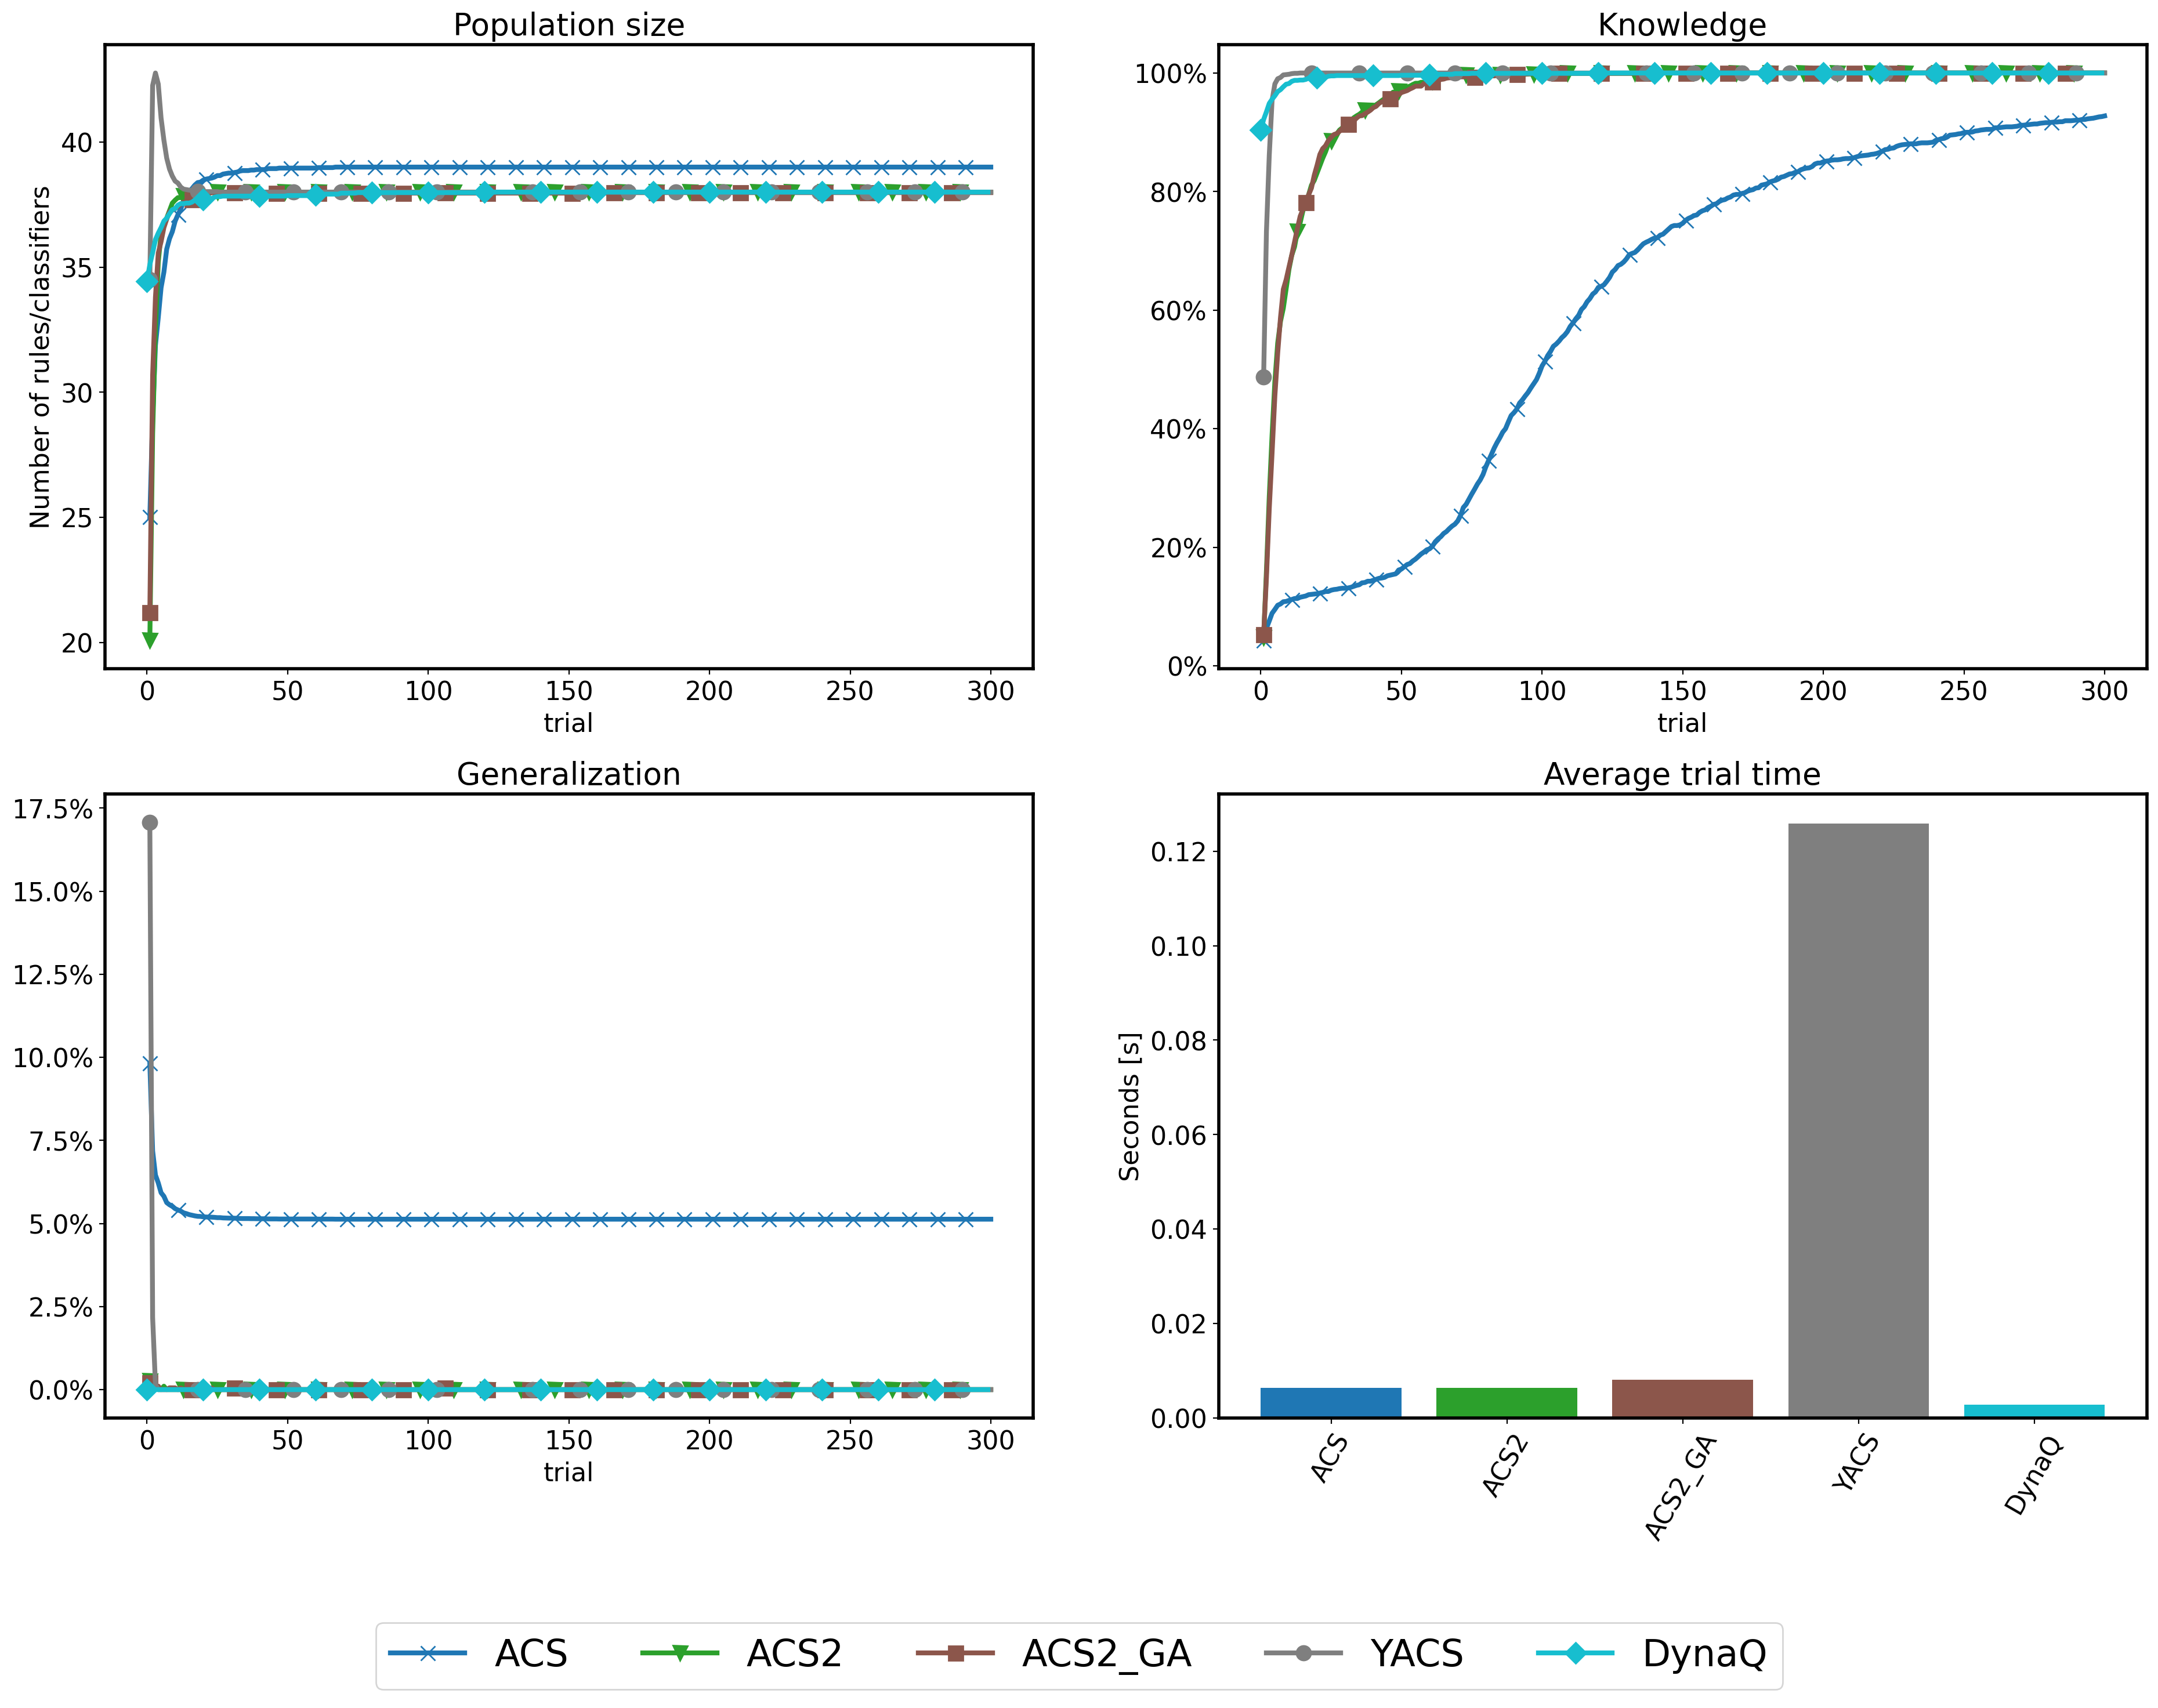 Population size
Number of rules/classifiers
40
35
30
25
20
0 50 100 150 200 250 300
trial
Knowledge
100%
80%
60%
40%
20%
0%
0 50 100 150 200 250 300
trial
Generalization
17.5%
15.0%
12.5%
10.0%
7.5%
5.0%
2.5%
0.0%
0 50 100 150 200 250 300
trial
Average trial time
Seconds [s]
0.12
0.10
0.08
0.06
0.04
0.02
0.00
ACS
ACS2
ACS2_GA
YACS
DynaQ
ACS ACS2 ACS2_GA YACS DynaQ